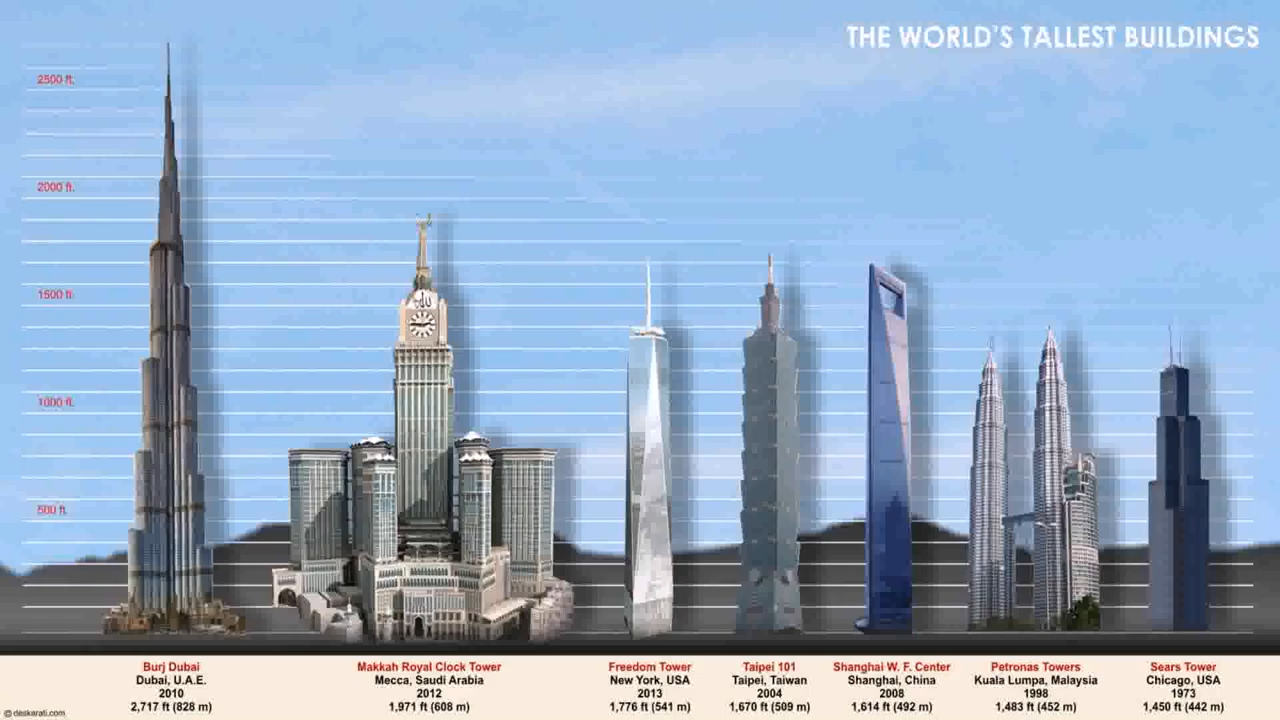 THE WORLD'S TALLEST BUILDINGS
2500 ft.
2000 ft.
1500 ft.
1000 ft.
500 ft.
Burj Dubai
Dubai, U.A.E.
2010
2,717 ft (828 m)
Makkah Royal Clock Tower
Mecca, Saudi Arabia
2012
1,971 ft (608 m)
Freedom Tower
New York, USA
2013
1,776 ft (541 m)
Taipei 101
Taipei, Taiwan
2004
1,670 ft (509 m)
Shanghai W. F. Center
Shanghai, China
2008
1,614 ft (492 m)
Petronas Towers
Kuala Lumpa, Malaysia
1998
1,483 ft (452 m)
Sears Tower
Chicago, USA
1973
1,450 ft (442 m)
© deskarati.com